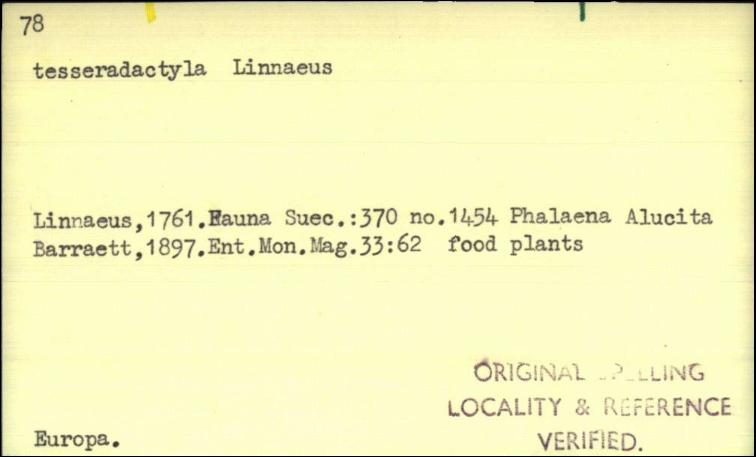 78
tesseradactyla Linnaeus
Linnaeus,1761.Fauna Suec.:370 no.1454 Phalaena Alucita
Barraett,1897.Ent.Mon.Mag.33:62 food plants
ORIGINAL SPELLING
LOCALITY & REFERENCE
VERIFIED.
Europa.